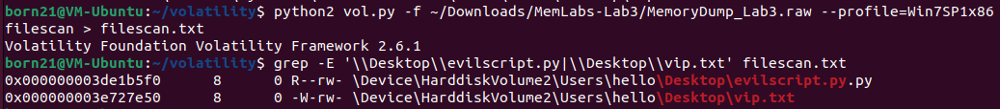 born21@VM-Ubuntu:~/volatility$ python2 vol.py -f ~/Downloads/MemLabs-Lab3/MemoryDump_Lab3.raw --profile=Win7SP1x86
filescan > filescan.txt
Volatility Foundation Volatility Framework 2.6.1
born21@VM-Ubuntu:~/volatility$ grep -E '\\Desktop\\evilscript.py|\\Desktop\\vip.txt' filescan.txt
0x000000003de1b5f0      8      0 R--rw- \Device\HarddiskVolume2\Users\hello\Desktop\evilscript.py.py
0x000000003e727e50      8      0 -W-rw- \Device\HarddiskVolume2\Users\hello\Desktop\vip.txt